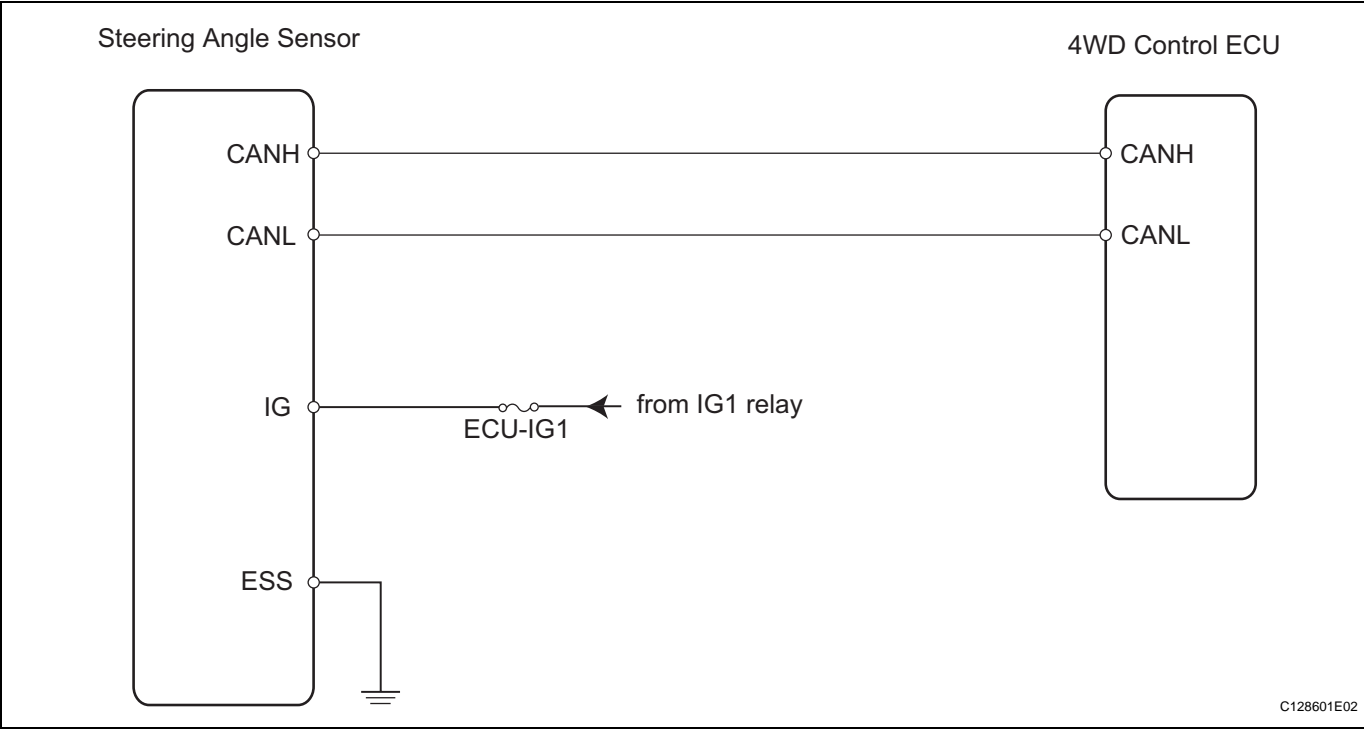 Steering Angle Sensor
4WD Control ECU
CANH
CANH
CANL
CANL
IG
from IG1 relay
ECU-IG1
ESS
C128601E02